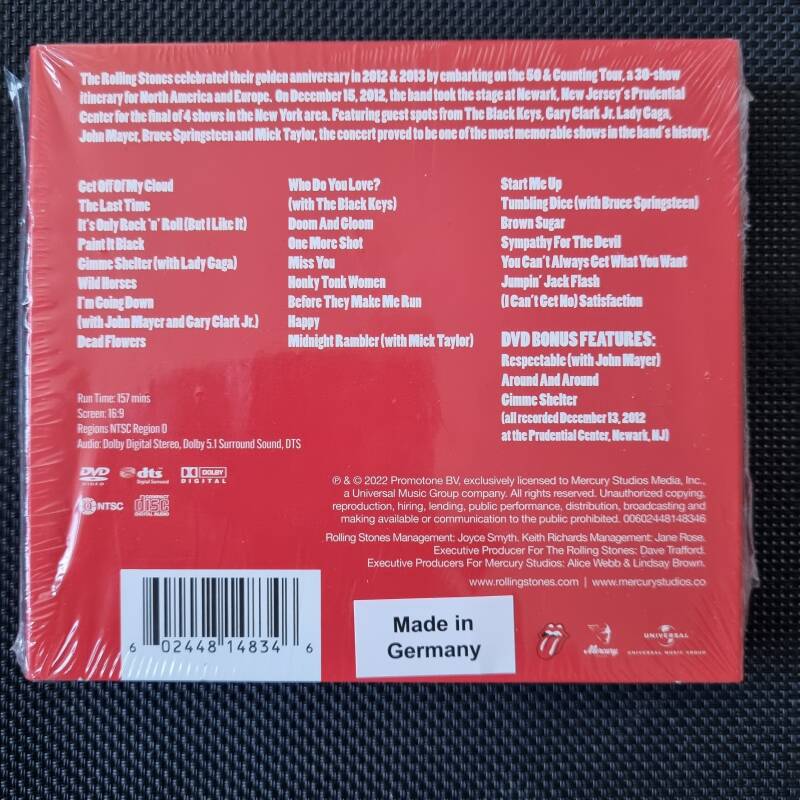 The Rolling Stones celebrated their golden anniversary in 2012 & 2013 by embarking on the 50 & Counting Tour, a 30-show
itinerary for North America and Europe. On December 15, 2012, the band took the stage at Newark, New Jersey's Prudential
Center for the final of 4 shows in the New York area. Featuring guest spots from The Black Keys, Gary Clark Jr. Lady Gaga,
John Mayer, Bruce Springsteen and Mick Taylor, the concert proved to be one of the most memorable shows in the band's history.
Get Off Of My Cloud
The Last Time
It's Only Rock 'n' Roll (But I Like It)
Paint It Black
Gimme Shelter (with Lady Gaga)
Wild Horses
I'm Going Down
(with John Mayer and Gary Clark Jr.)
Dead Flowers
Who Do You Love?
(with The Black Keys)
Doom And Gloom
One More Shot
Miss You
Honky Tonk Women
Before They Make Me Run
Happy
Midnight Rambler (with Mick Taylor)
Start Me Up
Tumbling Dice (with Bruce Springsteen)
Brown Sugar
Sympathy For The Devil
You Can't Always Get What You Want
Jumpin' Jack Flash
(I Can't Get No) Satisfaction
DVD BONUS FEATURES:
Respectable (with John Mayer)
Around And Around
Gimme Shelter
(all recorded December 13, 2012
at the Prudential Center, Newark, NJ)
Run Time: 157 mins
Screen: 16:9
Regions NTSC Region 0
Audio: Dolby Digital Stereo, Dolby 5.1 Surround Sound, DTS
DVD
dts
Digital Surround
DOLBY
DIGITAL
NTSC
COMPACT
disc
DIGITAL AUDIO
℗ & © 2022 Promotone BV, exclusively licensed to Mercury Studios Media, Inc.,
a Universal Music Group company. All rights reserved. Unauthorized copying,
reproduction, hiring, lending, public performance, distribution, broadcasting and
making available or communication to the public prohibited. 00602448148346
Rolling Stones Management: Joyce Smyth. Keith Richards Management: Jane Rose.
Executive Producer For The Rolling Stones: Dave Trafford.
Executive Producers For Mercury Studios: Alice Webb & Lindsay Brown.
www.rollingstones.com | www.mercurystudios.co
6 02448 14834 6
Made in
Germany
Mercury
UNIVERSAL
UNIVERSAL MUSIC GROUP